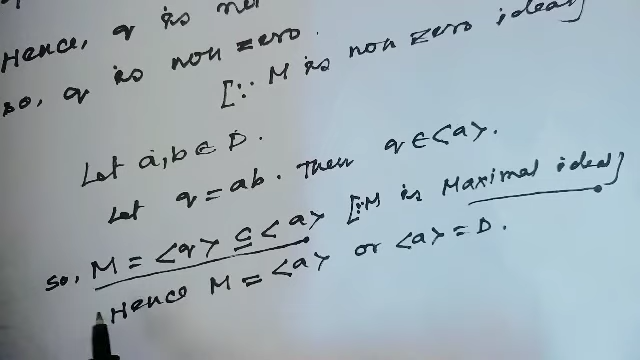 Hence, q is
so, q is non zero.
[∵ M is non zero ideal]
Let a, b ∈ D.
Let q = ab. Then q ∈ <a>.
so, M = <q> ⊆ <a> [∵ M is Maximal ideal]
Hence M = <a> or <a> = D.